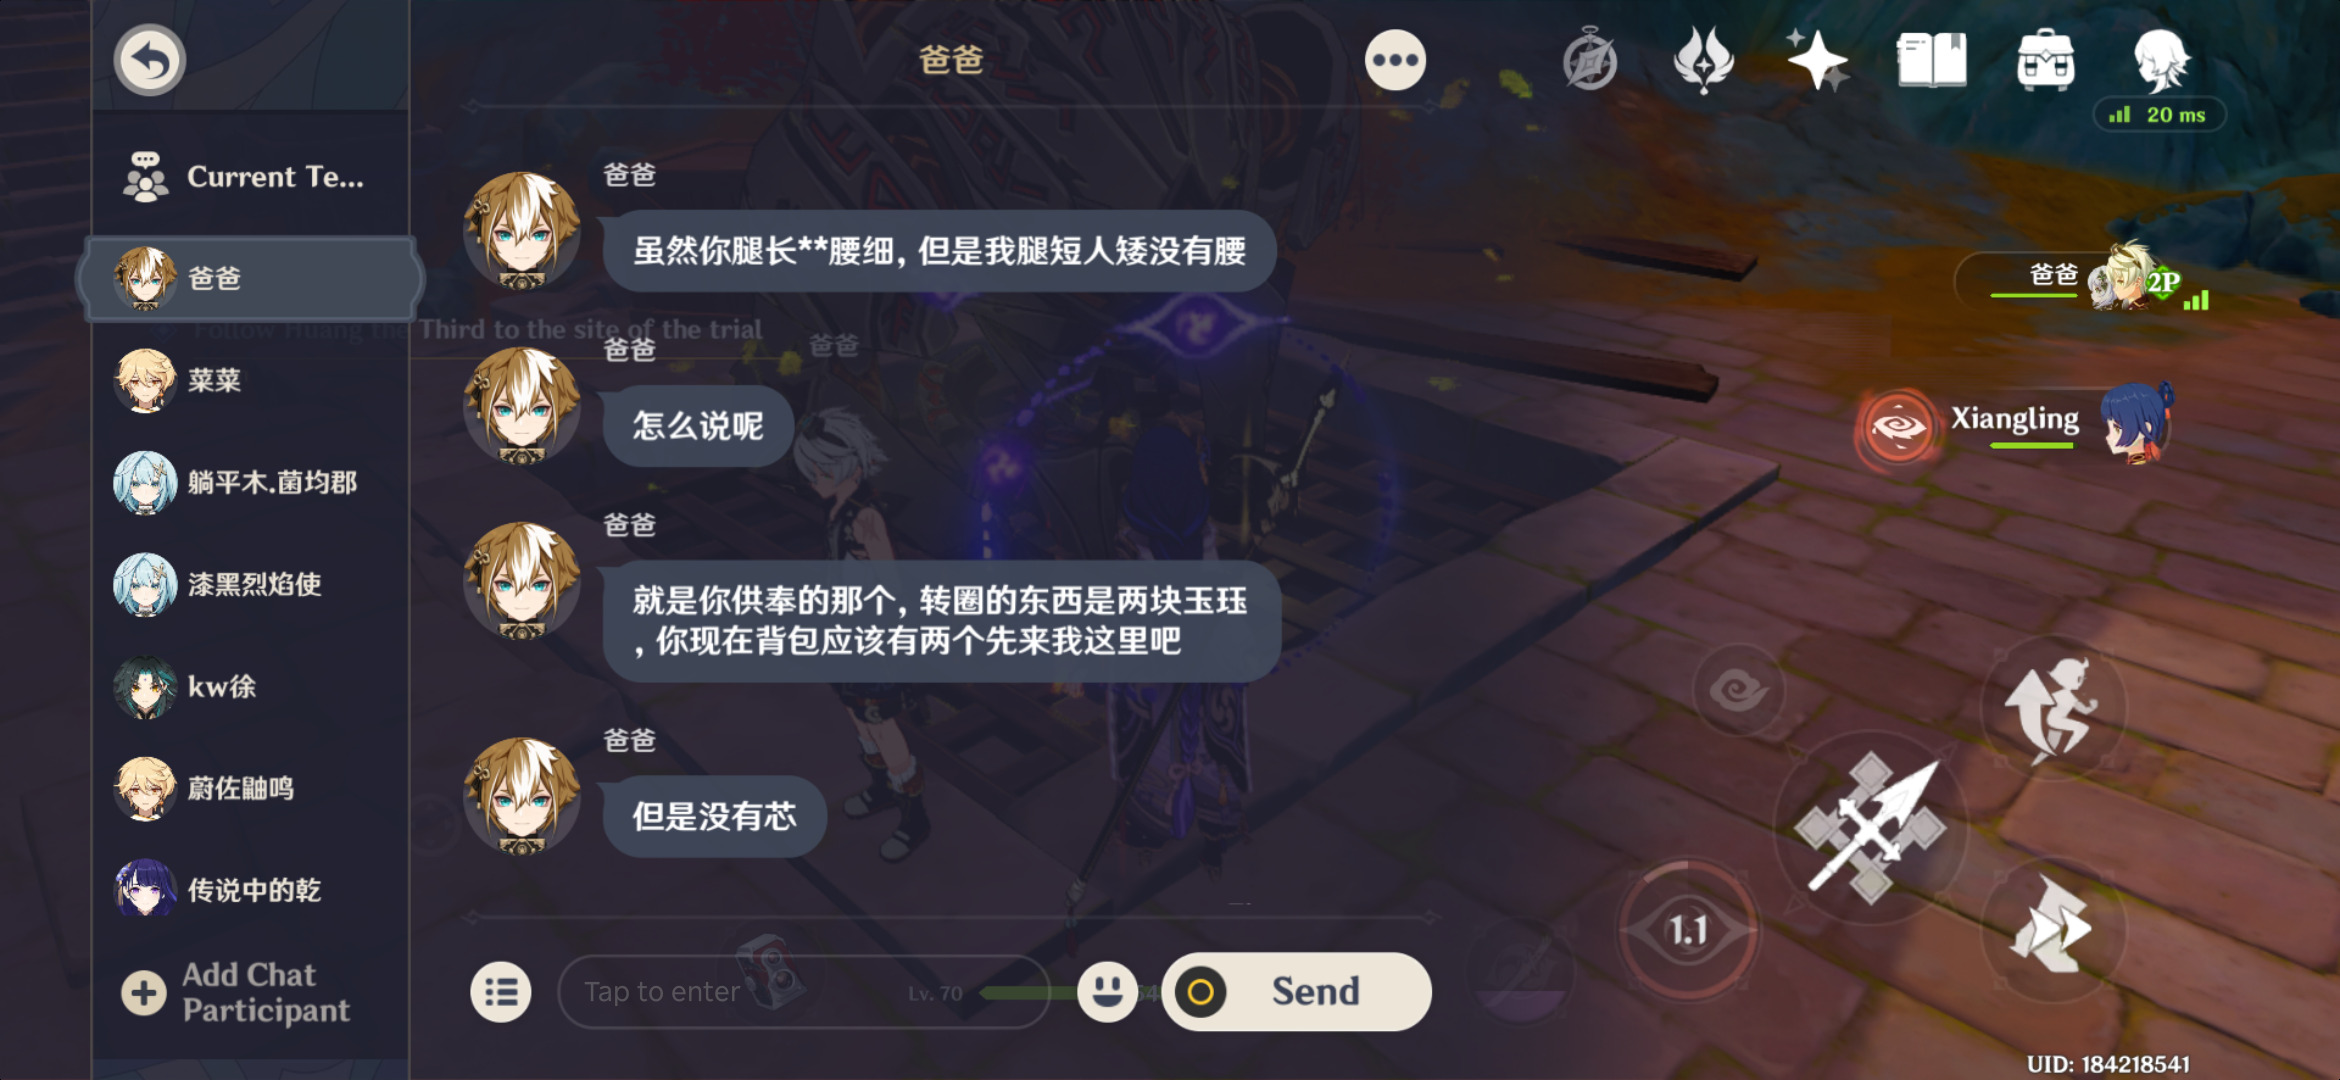 爸爸
20 ms
Current Te...
爸爸
菜菜
躺平木.菌均郡
漆黑烈焰使
kw徐
蔚佐鼬鸣
传说中的乾
Add Chat
Participant
爸爸
虽然你腿长**腰细, 但是我腿短人矮没有腰
Follow Huang the Third to the site of the trial
爸爸
爸爸
怎么说呢
爸爸
就是你供奉的那个, 转圈的东西是两块玉珏
, 你现在背包应该有两个先来我这里吧
爸爸
但是没有芯
Tap to enter
Lv. 70
Send
爸爸
2P
Xiangling
1.1
UID: 184218541